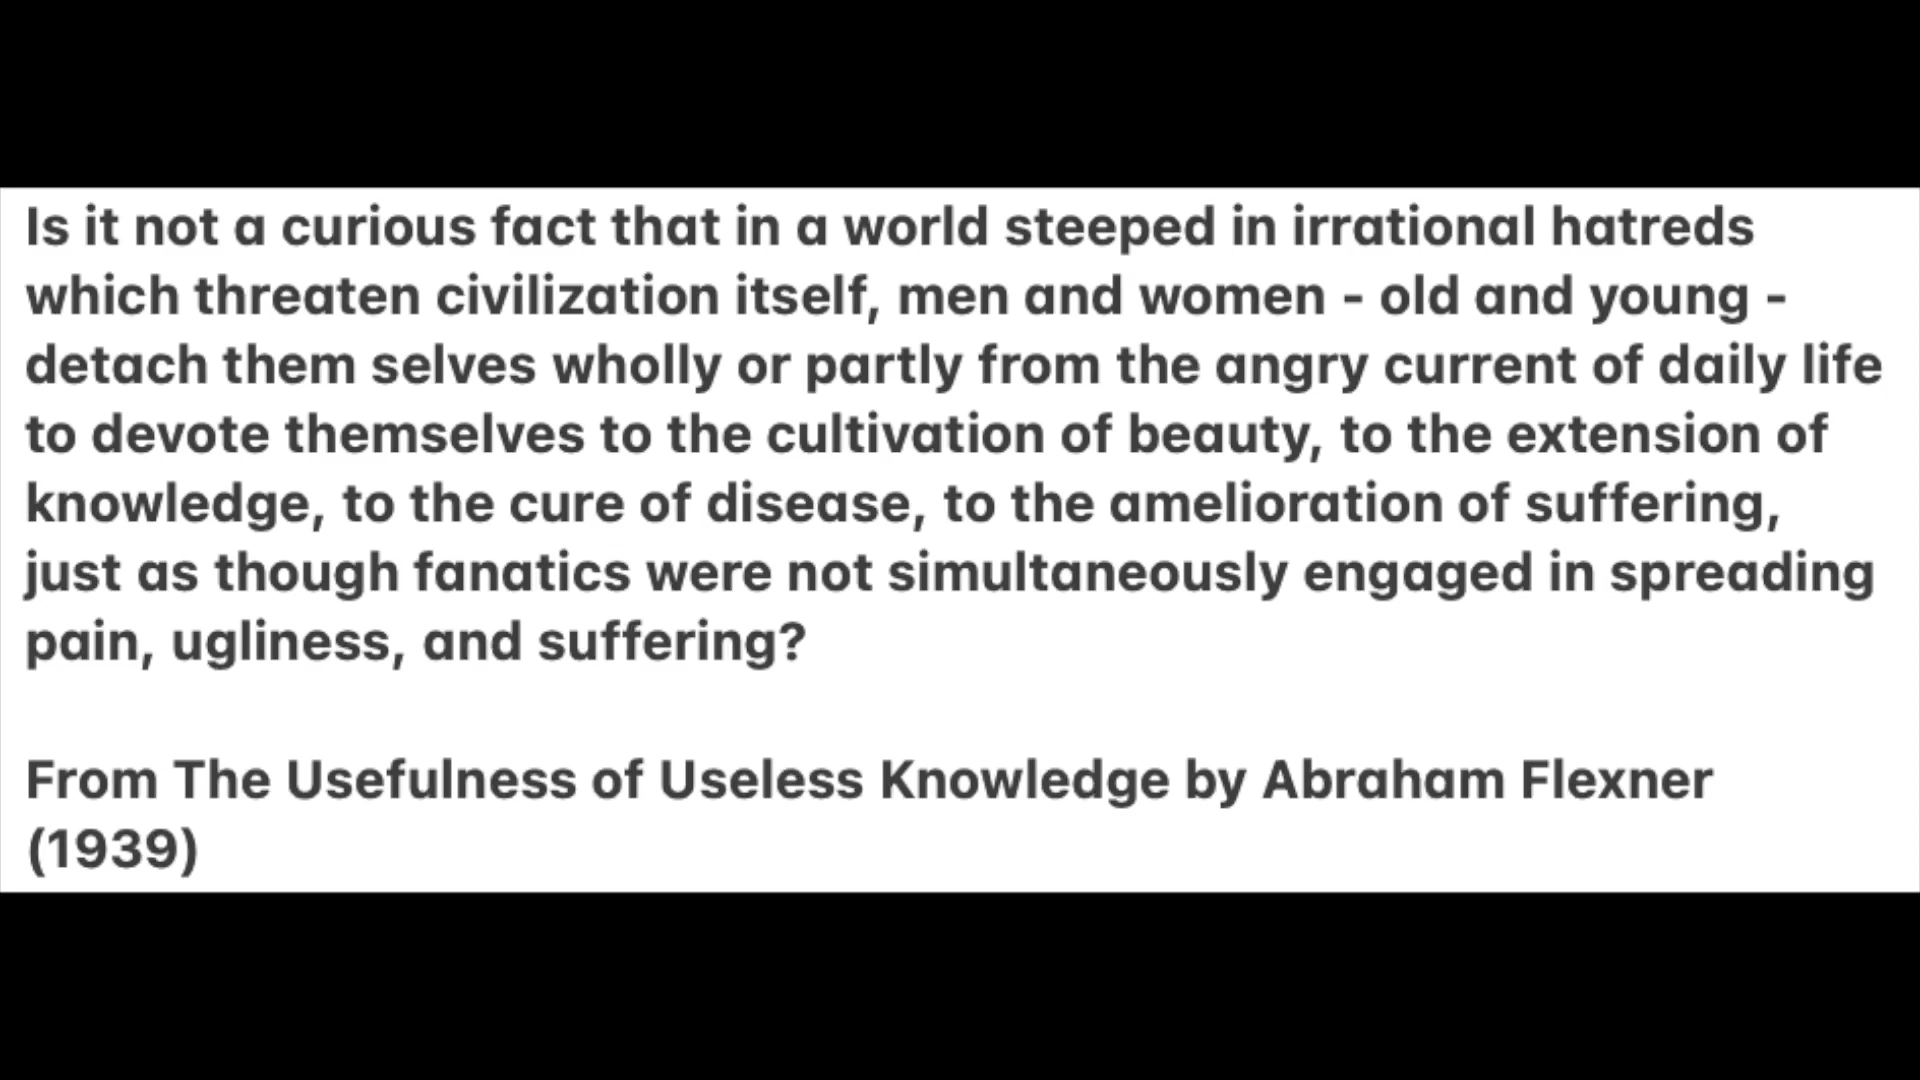 Is it not a curious fact that in a world steeped in irrational hatreds
which threaten civilization itself, men and women - old and young -
detach them selves wholly or partly from the angry current of daily life
to devote themselves to the cultivation of beauty, to the extension of
knowledge, to the cure of disease, to the amelioration of suffering,
just as though fanatics were not simultaneously engaged in spreading
pain, ugliness, and suffering?
From The Usefulness of Useless Knowledge by Abraham Flexner
(1939)